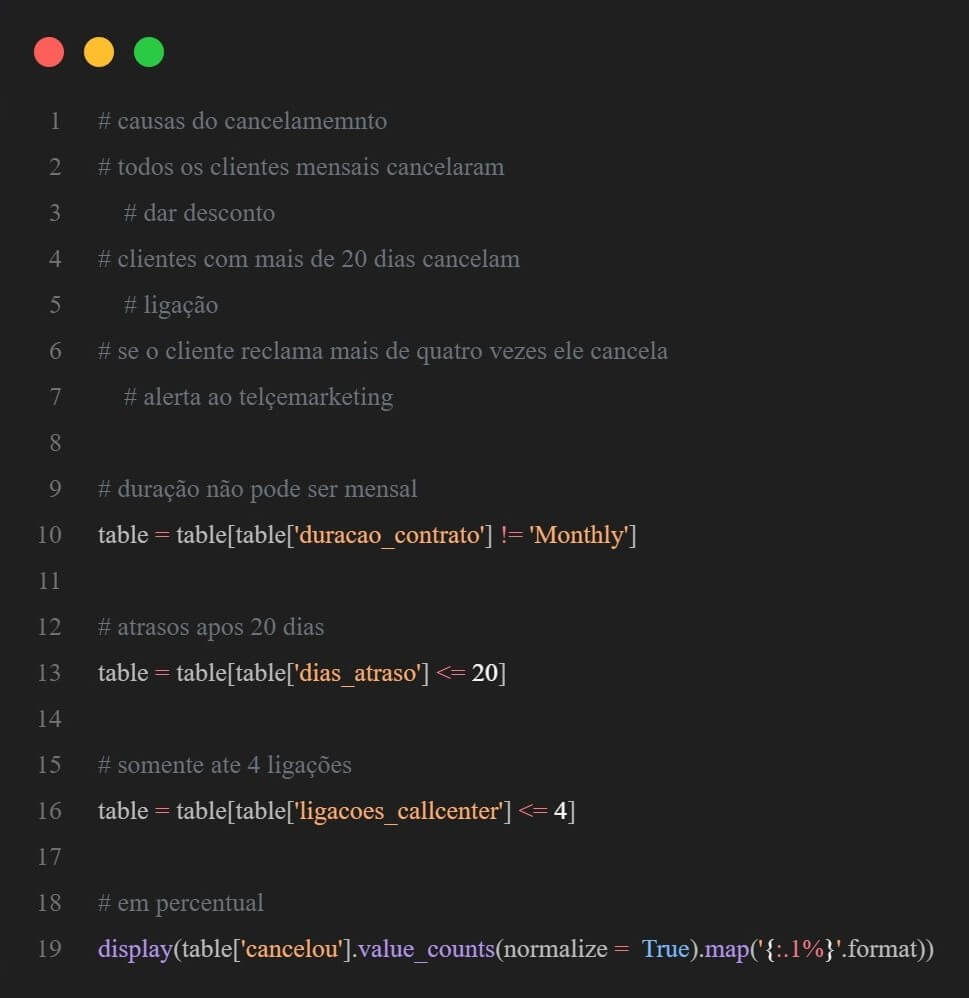 1 # causas do cancelamemnto
2 # todos os clientes mensais cancelaram
3 # dar desconto
4 # clientes com mais de 20 dias cancelam
5 # ligação
6 # se o cliente reclama mais de quatro vezes ele cancela
7 # alerta ao telçemarketing
8
9 # duração não pode ser mensal
10 table = table[table['duracao_contrato'] != 'Monthly']
11
12 # atrasos apos 20 dias
13 table = table[table['dias_atraso'] <= 20]
14
15 # somente ate 4 ligações
16 table = table[table['ligacoes_callcenter'] <= 4]
17
18 # em percentual
19 display(table['cancelou'].value_counts(normalize = True).map('{:.1%}'.format))